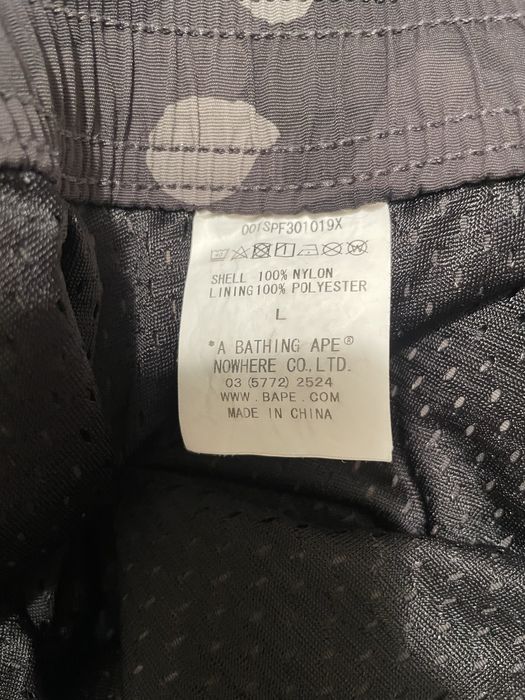 001SPF301019X
SHELL 100% NYLON
LINING100% POLYESTER
L
*A BATHING APE®
NOWHERE CO.,LTD.
03 (5772) 2524
WWW.BAPE.COM
MADE IN CHINA